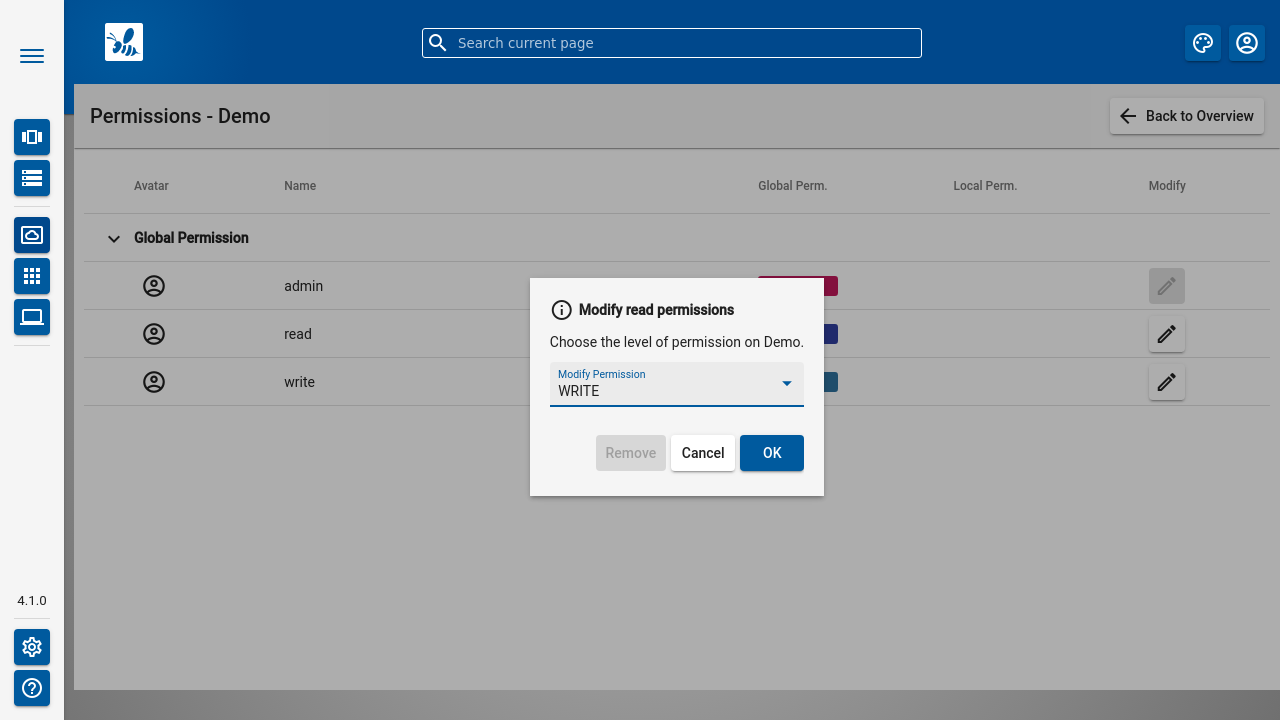 Search current page
Permissions - Demo
Back to Overview
Avatar Name Global Perm. Local Perm. Modify
Global Permission
admin
read
write
Modify read permissions
Choose the level of permission on Demo.
Modify Permission
WRITE
Remove Cancel OK
4.1.0